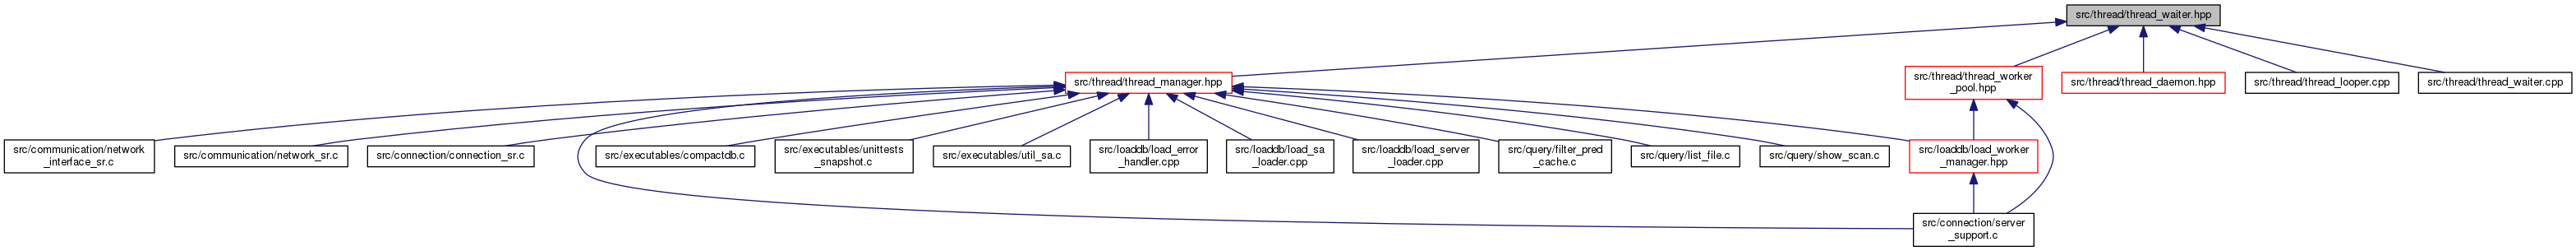 src/thread/thread_waiter.hpp
src/thread/thread_manager.hpp
src/thread/thread_worker
_pool.hpp
src/thread/thread_daemon.hpp
src/thread/thread_looper.cpp
src/thread/thread_waiter.cpp
src/communication/network
_interface_sr.c
src/communication/network_sr.c
src/connection/connection_sr.c
src/executables/compactdb.c
src/executables/unittests
_snapshot.c
src/executables/util_sa.c
src/loaddb/load_error
_handler.cpp
src/loaddb/load_sa
_loader.cpp
src/loaddb/load_server
_loader.cpp
src/query/filter_pred
_cache.c
src/query/list_file.c
src/query/show_scan.c
src/loaddb/load_worker
_manager.hpp
src/connection/server
_support.c